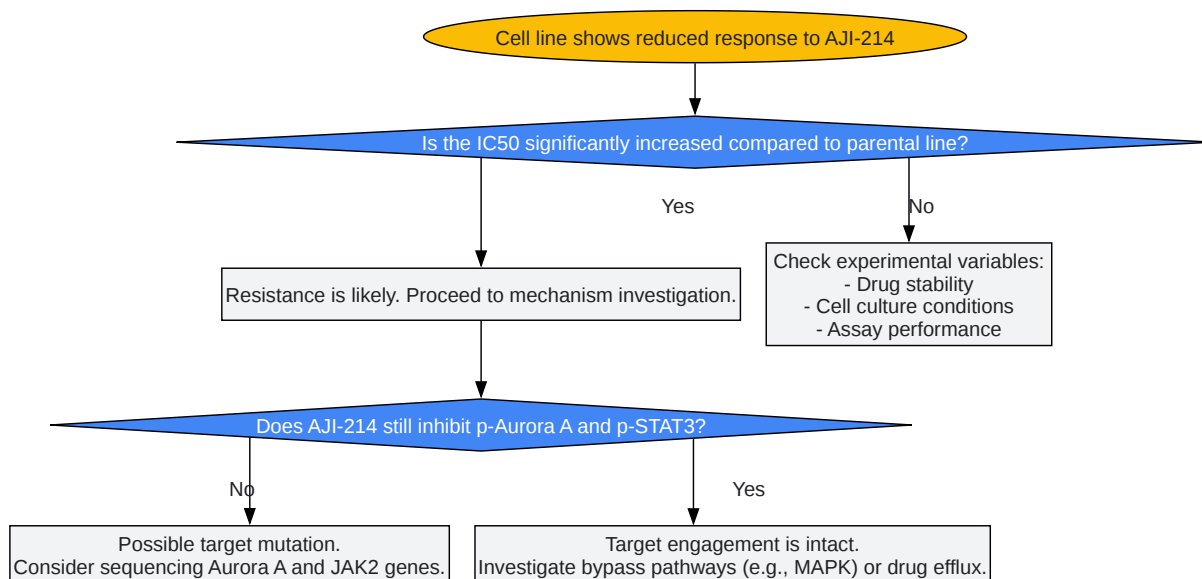 Cell line shows reduced response to AJI-214
Is the IC50 significantly increased compared to parental line?
Yes
No
Resistance is likely. Proceed to mechanism investigation.
Check experimental variables:
- Drug stability
- Cell culture conditions
- Assay performance
Does AJI-214 still inhibit p-Aurora A and p-STAT3?
No
Yes
Possible target mutation.
Consider sequencing Aurora A and JAK2 genes.
Target engagement is intact.
Investigate bypass pathways (e.g., MAPK) or drug efflux.